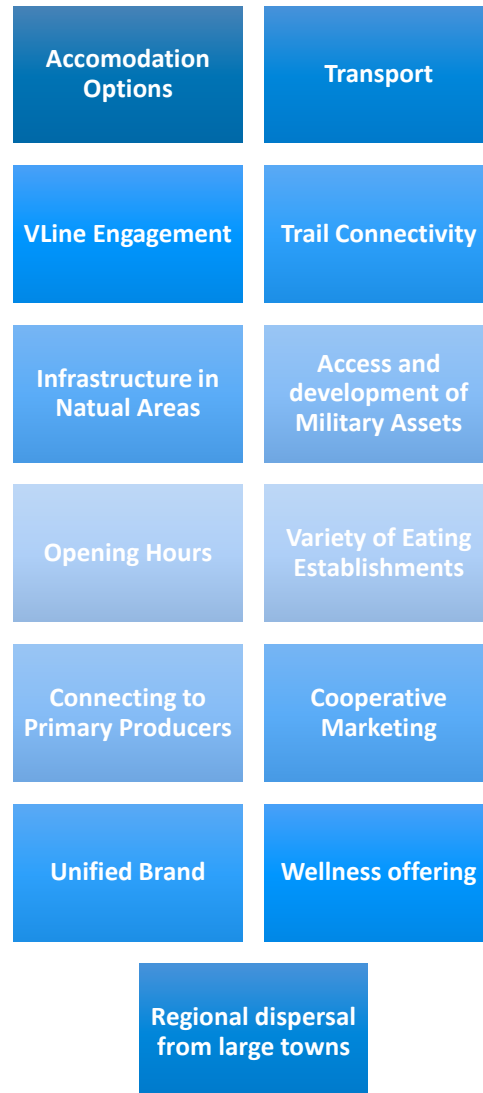 Accomodation
Options
Transport
VLine Engagement
Trail Connectivity
Infrastructure in
Natual Areas
Access and
development of
Military Assets
Opening Hours
Variety of Eating
Establishments
Connecting to
Primary Producers
Cooperative
Marketing
Unified Brand
Wellness offering
Regional dispersal
from large towns